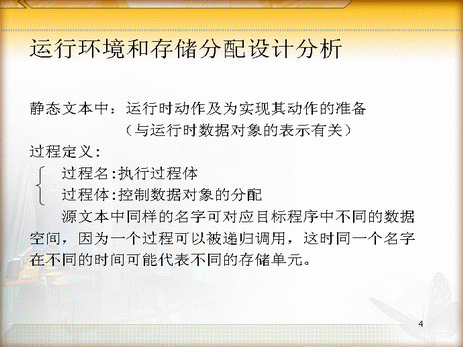 运行环境和存储分配设计分析
静态文本中：运行时动作及为实现其动作的准备
（与运行时数据对象的表示有关）
过程定义：
过程名：执行过程体
过程体：控制数据对象的分配
源文本中同样的名字可对应目标程序中不同的数据
空间，因为一个过程可以被递归调用，这时同一个名字
在不同的时间可能代表不同的存储单元。
4